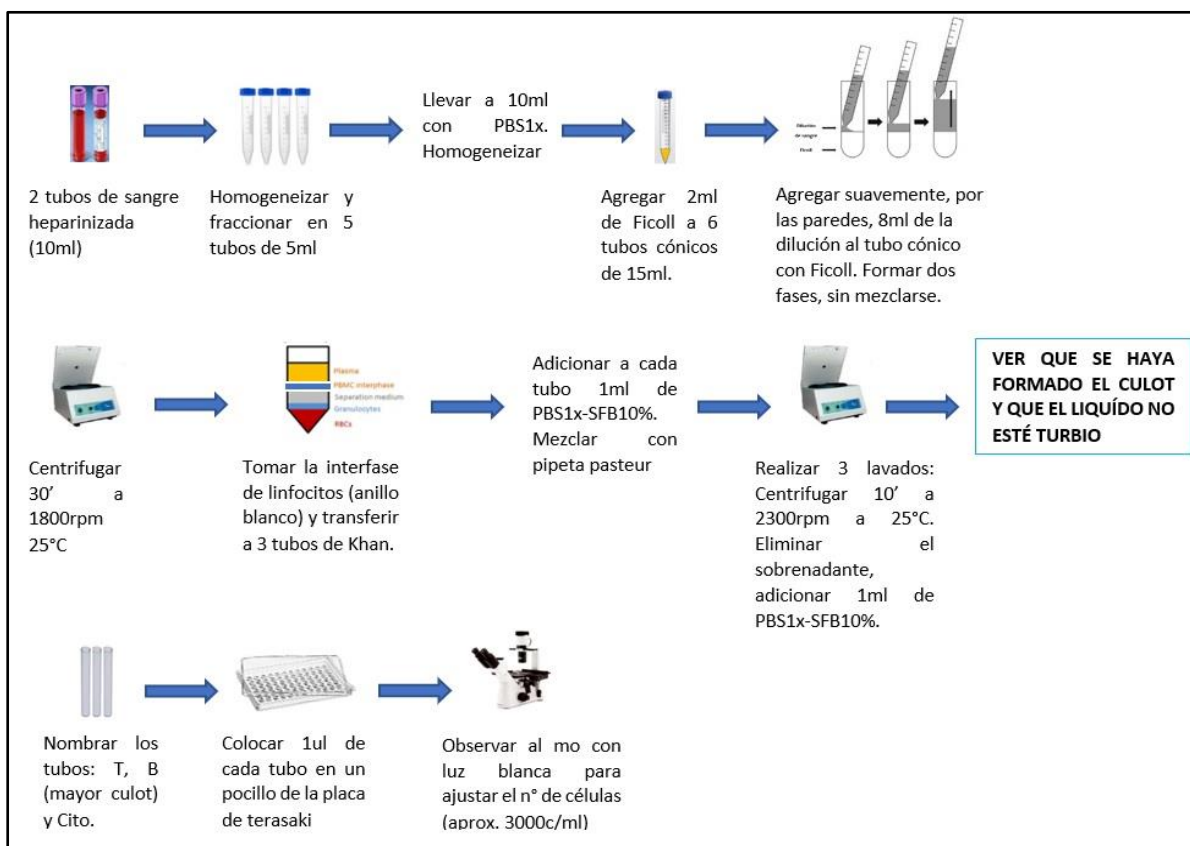 2 tubos de sangre
heparinizada
(10ml)
Homogeneizar y
fraccionar en 5
tubos de 5ml
Llevar a 10ml
con PBS1x.
Homogeneizar
Agregar 2ml
de Ficoll a 6
tubos cónicos
de 15ml.
Dilución
de sangre
Ficoll
Agregar suavemente, por
las paredes, 8ml de la
dilución al tubo cónico
con Ficoll. Formar dos
fases, sin mezclarse.
Centrifugar
30’ a
1800rpm
25°C
Plasma
PBMC interphase
Separation medium
Granulocytes
RBCs
Tomar la interfase
de linfocitos (anillo
blanco) y transferir
a 3 tubos de Khan.
Adicionar a cada
tubo 1ml de
PBS1x-SFB10%.
Mezclar con
pipeta pasteur
Realizar 3 lavados:
Centrifugar 10’ a
2300rpm a 25°C.
Eliminar el
sobrenadante,
adicionar 1ml de
PBS1x-SFB10%.
VER QUE SE HAYA
FORMADO EL CULOT
Y QUE EL LIQUÍDO NO
ESTÉ TURBIO
Nombrar los
tubos: T, B
(mayor culot)
y Cito.
Colocar 1ul de
cada tubo en un
pocillo de la placa
de terasaki
Observar al mo con
luz blanca para
ajustar el n° de células
(aprox. 3000c/ml)